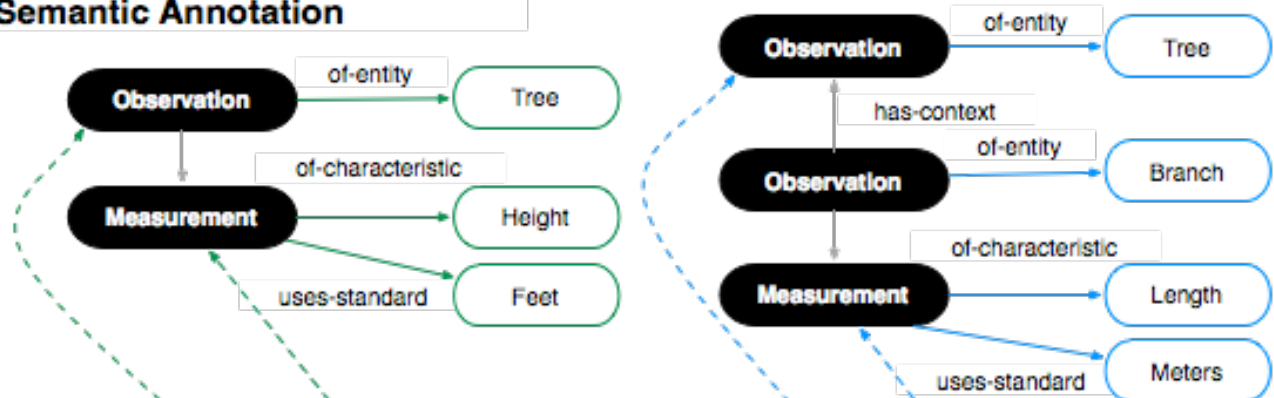 Semantic Annotation
Observation
of-entity
Tree
of-characteristic
Measurement
Height
uses-standard
Feet
Observation
of-entity
Tree
has-context
of-entity
Observation
Branch
of-characteristic
Measurement
Length
uses-standard
Meters